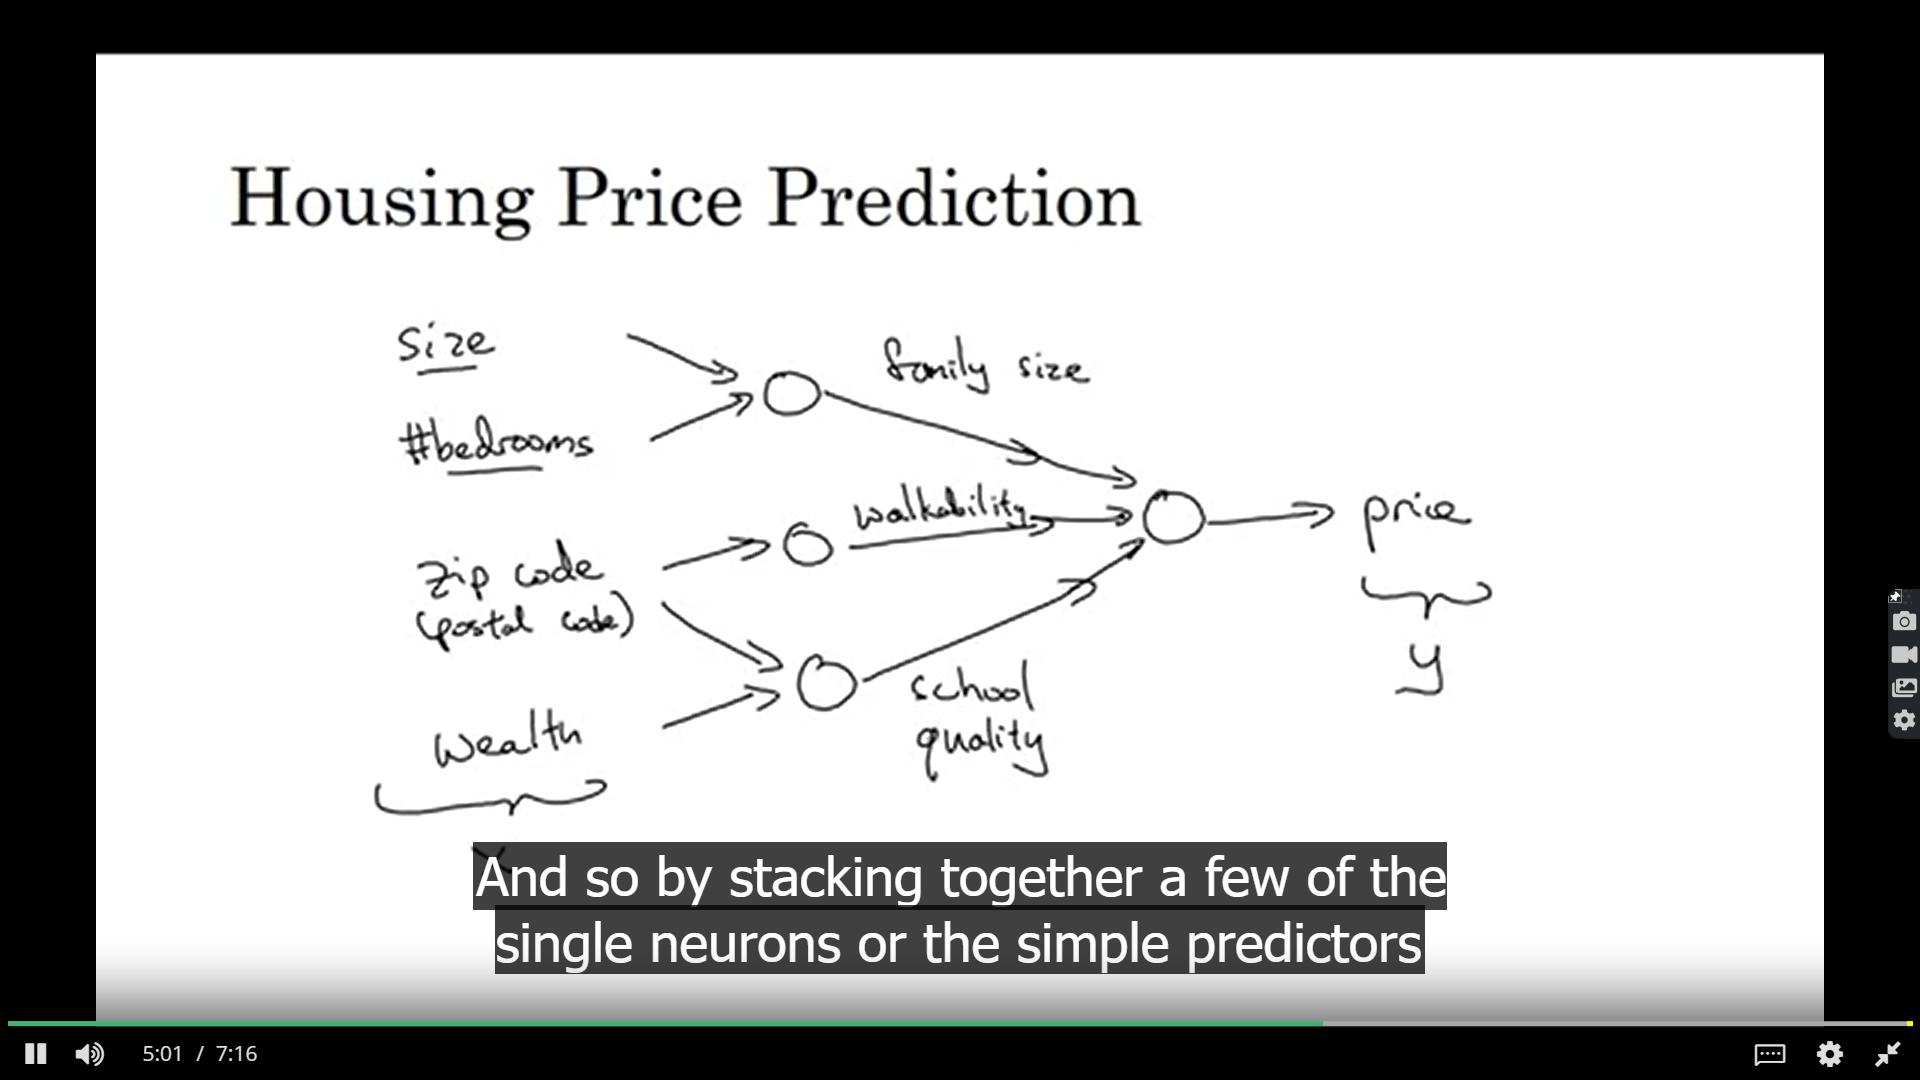 Housing Price Prediction
size
family size
#bedrooms
walkability
price
zip code
(postal code)
y
school
quality
wealth
And so by stacking together a few of the
single neurons or the simple predictors
5:01 / 7:16